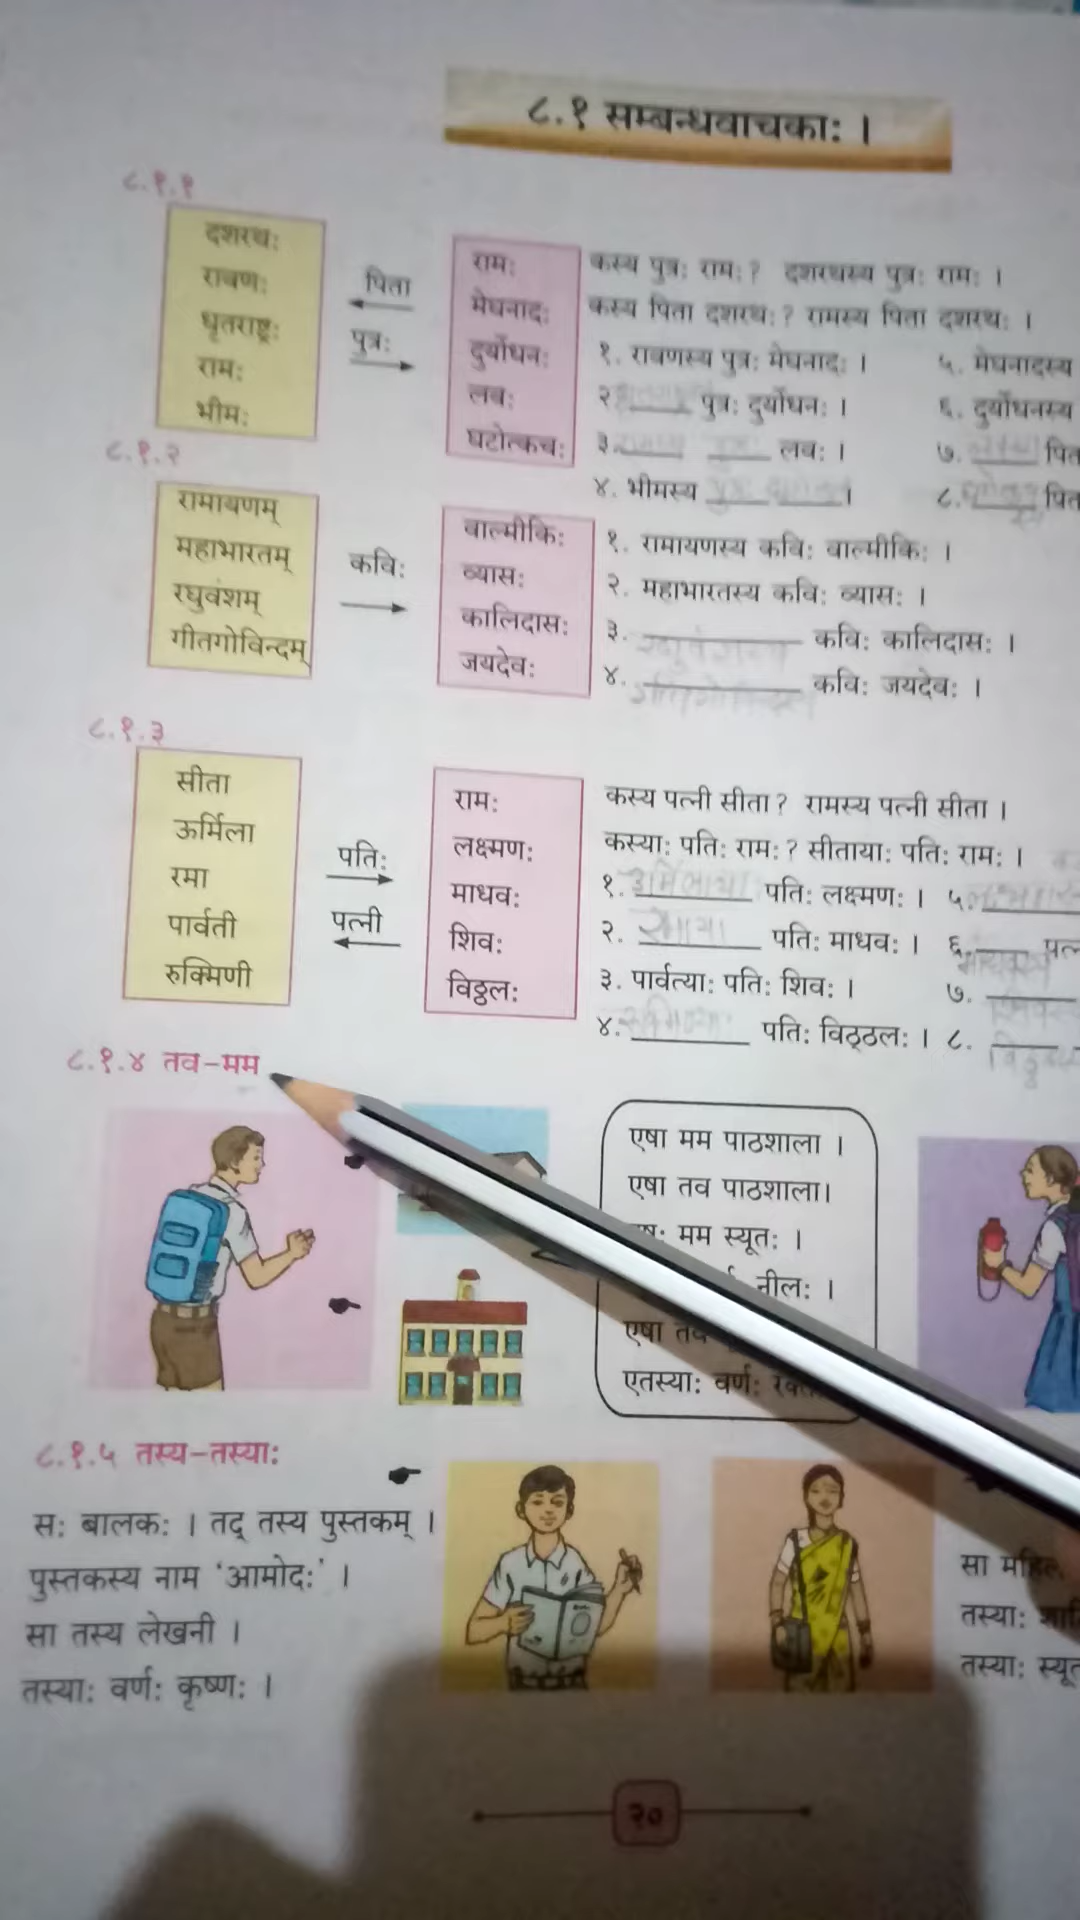 ८.१ सम्बन्धवाचकाः ।
८.१.१
दशरथः
रावणः
धृतराष्ट्रः
रामः
भीमः
पिता
पुत्रः
रामः
मेघनादः
दुर्योधनः
लवः
घटोत्कचः
कस्य पुत्रः रामः ? दशरथस्य पुत्रः रामः ।
कस्य पिता दशरथः ? रामस्य पिता दशरथः ।
१. रावणस्य पुत्रः मेघनादः ।
२. पुत्रः दुर्योधनः ।
३. लवः ।
४. भीमस्य ।
५. मेघनादस्य
६. दुर्योधनस्य
७.
८.
८.१.२
रामायणम्
महाभारतम्
रघुवंशम्
गीतगोविन्दम्
कविः
वाल्मीकिः
व्यासः
कालिदासः
जयदेवः
१. रामायणस्य कविः वाल्मीकिः ।
२. महाभारतस्य कविः व्यासः ।
३. कविः कालिदासः ।
४. कविः जयदेवः ।
८.१.३
सीता
ऊर्मिला
रमा
पार्वती
रुक्मिणी
पतिः
पत्नी
रामः
लक्ष्मणः
माधवः
शिवः
विठ्ठलः
कस्य पत्नी सीता ? रामस्य पत्नी सीता ।
कस्याः पतिः रामः ? सीतायाः पतिः रामः ।
१. पतिः लक्ष्मणः । ५.
२. पतिः माधवः । ६.
३. पार्वत्याः पतिः शिवः । ७.
४. पतिः विठ्ठलः । ८.
८.१.४ तव-मम
एषा मम पाठशाला ।
एषा तव पाठशाला।
मम स्यूतः ।
नीलः ।
एषा
एतस्याः वर्णः
८.१.५ तस्य-तस्याः
सः बालकः । तद् तस्य पुस्तकम् ।
पुस्तकस्य नाम ‘आमोदः’ ।
सा तस्य लेखनी ।
तस्याः वर्णः कृष्णः ।
सा
तस्याः
तस्याः
२०